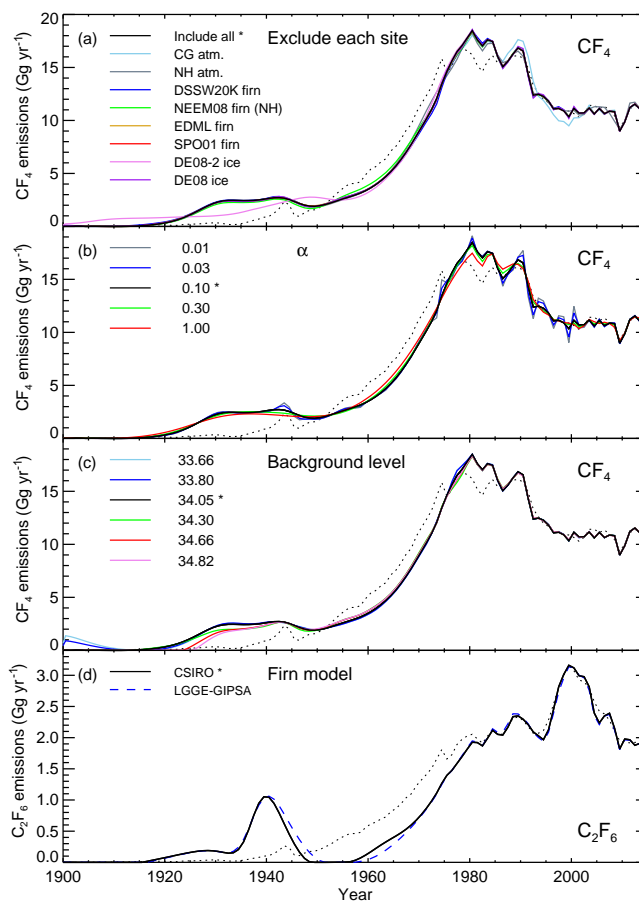 (a)
Exclude each site
CF4
Include all *
CG atm.
NH atm.
DSSW20K firn
NEEM08 firn (NH)
EDML firn
SPO01 firn
DE08-2 ice
DE08 ice
CF4 emissions (Gg yr-1)
20
15
10
5
0
(b)
α
CF4
0.01
0.03
0.10 *
0.30
1.00
CF4 emissions (Gg yr-1)
15
10
5
0
(c)
Background level
CF4
33.66
33.80
34.05 *
34.30
34.66
34.82
CF4 emissions (Gg yr-1)
15
10
5
0
(d)
Firn model
CSIRO *
LGGE-GIPSA
C2F6
C2F6 emissions (Gg yr-1)
3.0
2.5
2.0
1.5
1.0
0.5
0.0
1900 1920 1940 1960 1980 2000
Year